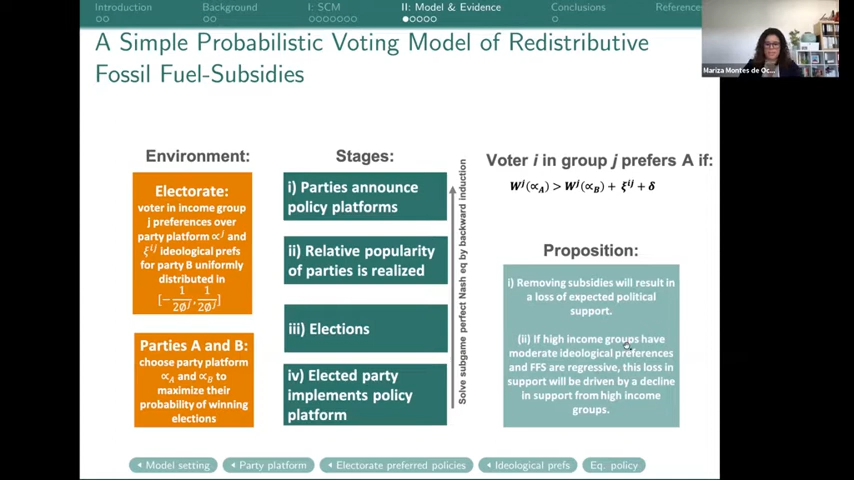 Introduction
Background
I: SCM
II: Model & Evidence
Conclusions
Reference
A Simple Probabilistic Voting Model of Redistributive
Fossil Fuel-Subsidies
Mariza Montes de Oc...
Environment:
Electorate:
voter in income group
j preferences over
party platform ∝ʲ and
ξⁱʲ ideological prefs
for party B uniformly
distributed in
[−1/2∅ʲ, 1/2∅ʲ]
Parties A and B:
choose party platform
∝_A and ∝_B to
maximize their
probability of winning
elections
Stages:
i) Parties announce
policy platforms
ii) Relative popularity
of parties is realized
iii) Elections
iv) Elected party
implements policy
platform
Solve subgame perfect Nash eq by backward induction
Voter i in group j prefers A if:
Wʲ(∝_A) > Wʲ(∝_B) + ξⁱʲ + δ
Proposition:
i) Removing subsidies will result in
a loss of expected political
support.
(ii) If high income groups have
moderate ideological preferences
and FFS are regressive, this loss in
support will be driven by a decline
in support from high income
groups.
Model setting
Party platform
Electorate preferred policies
Ideological prefs
Eq. policy